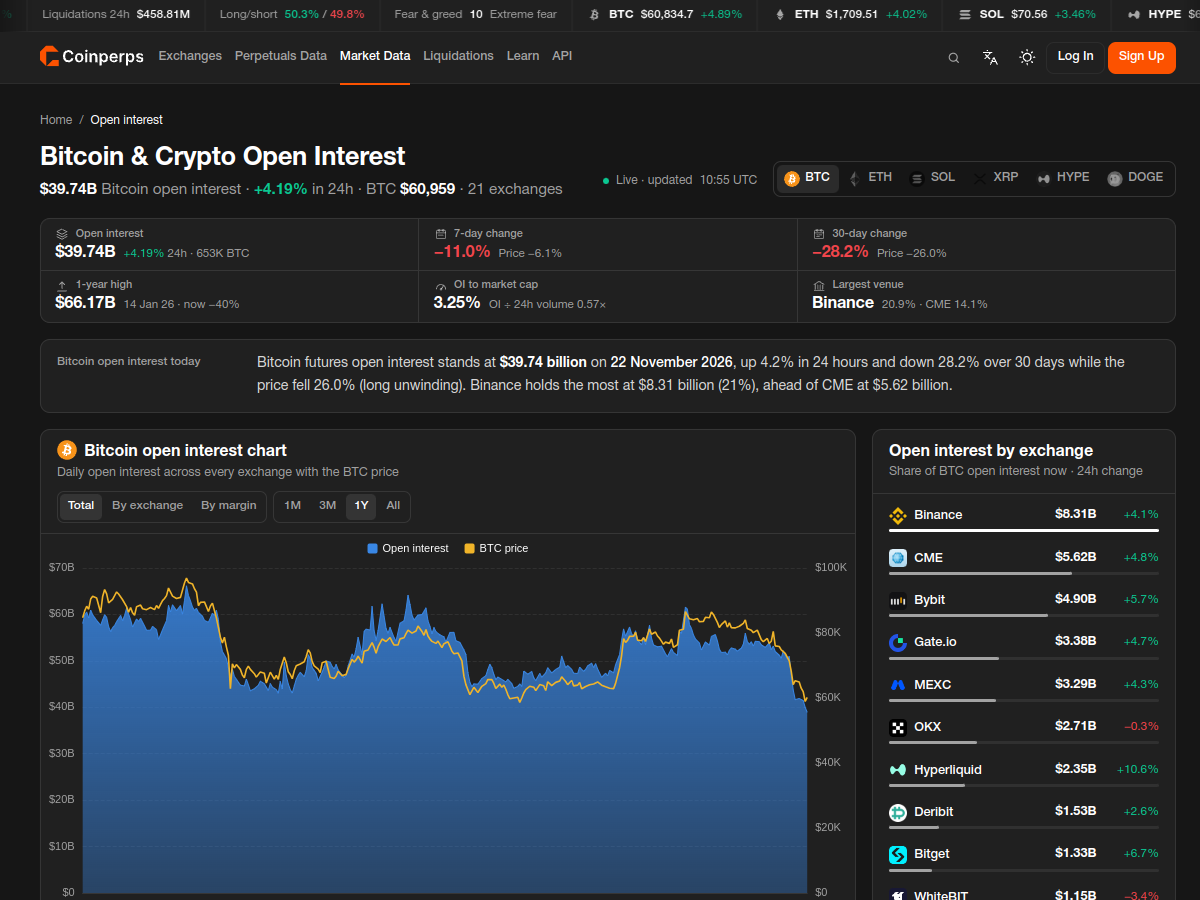 Liquidations 24h $458.81M Long/short 50.3% / 49.8% Fear & greed 10 Extreme fear BTC $60,834.7 +4.89% ETH $1,709.51 +4.02% SOL $70.56 +3.46% HYPE
Coinperps Exchanges Perpetuals Data Market Data Liquidations Learn API Log In Sign Up
Home / Open interest
Bitcoin & Crypto Open Interest
$39.74B Bitcoin open interest · +4.19% in 24h · BTC $60,959 · 21 exchanges
Live · updated 10:55 UTC
BTC ETH SOL XRP HYPE DOGE
Open interest
$39.74B +4.19% 24h · 653K BTC
7-day change
−11.0% Price −6.1%
30-day change
−28.2% Price −26.0%
1-year high
$66.17B 14 Jan 26 · now −40%
OI to market cap
3.25% OI ÷ 24h volume 0.57×
Largest venue
Binance 20.9% · CME 14.1%
Bitcoin open interest today
Bitcoin futures open interest stands at $39.74 billion on 22 November 2026, up 4.2% in 24 hours and down 28.2% over 30 days while the
price fell 26.0% (long unwinding). Binance holds the most at $8.31 billion (21%), ahead of CME at $5.62 billion.
Bitcoin open interest chart
Daily open interest across every exchange with the BTC price
Total By exchange By margin 1M 3M 1Y All
Open interest BTC price
$70B
$60B
$50B
$40B
$30B
$20B
$10B
$0
$100K
$80K
$60K
$40K
$20K
$0
Open interest by exchange
Share of BTC open interest now · 24h change
Binance $8.31B +4.1%
CME $5.62B +4.8%
Bybit $4.90B +5.7%
Gate.io $3.38B +4.7%
MEXC $3.29B +4.3%
OKX $2.71B −0.3%
Hyperliquid $2.35B +10.6%
Deribit $1.53B +2.6%
Bitget $1.33B +6.7%
WhiteBIT $1.15B −3.4%